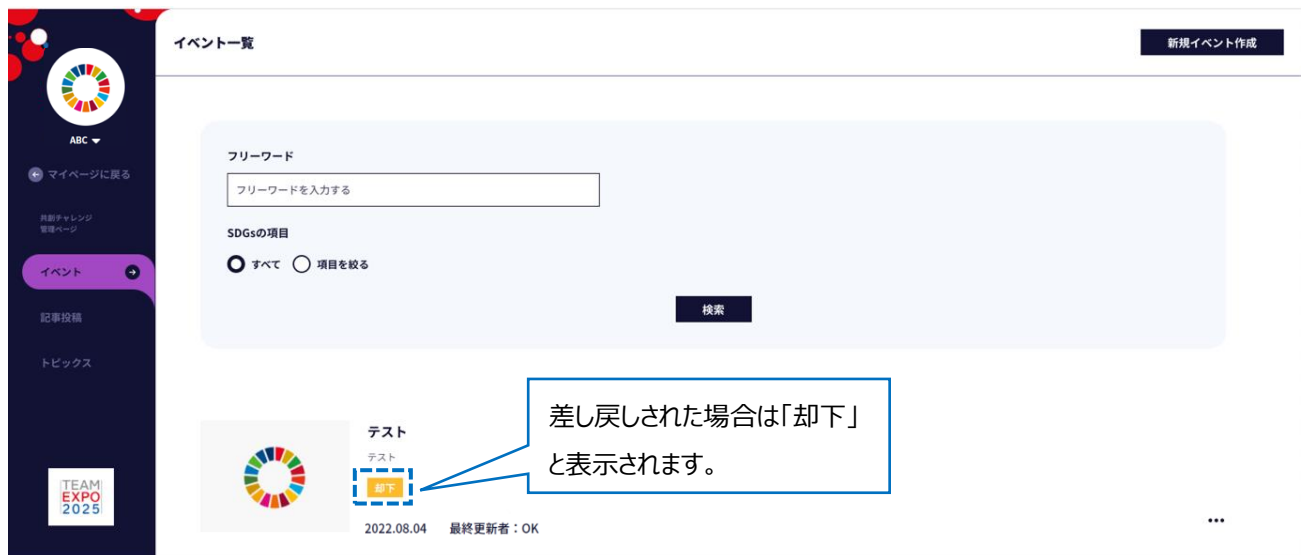 イベント一覧
新規イベント作成
ABC
マイページに戻る
共創チャレンジ
管理ページ
イベント
記事投稿
トピックス
TEAM
EXPO
2025
フリーワード
フリーワードを入力する
SDGsの項目
すべて 項目を絞る
検索
テスト
テスト
却下
2022.08.04 最終更新者：OK
差し戻しされた場合は「却下」
と表示されます。